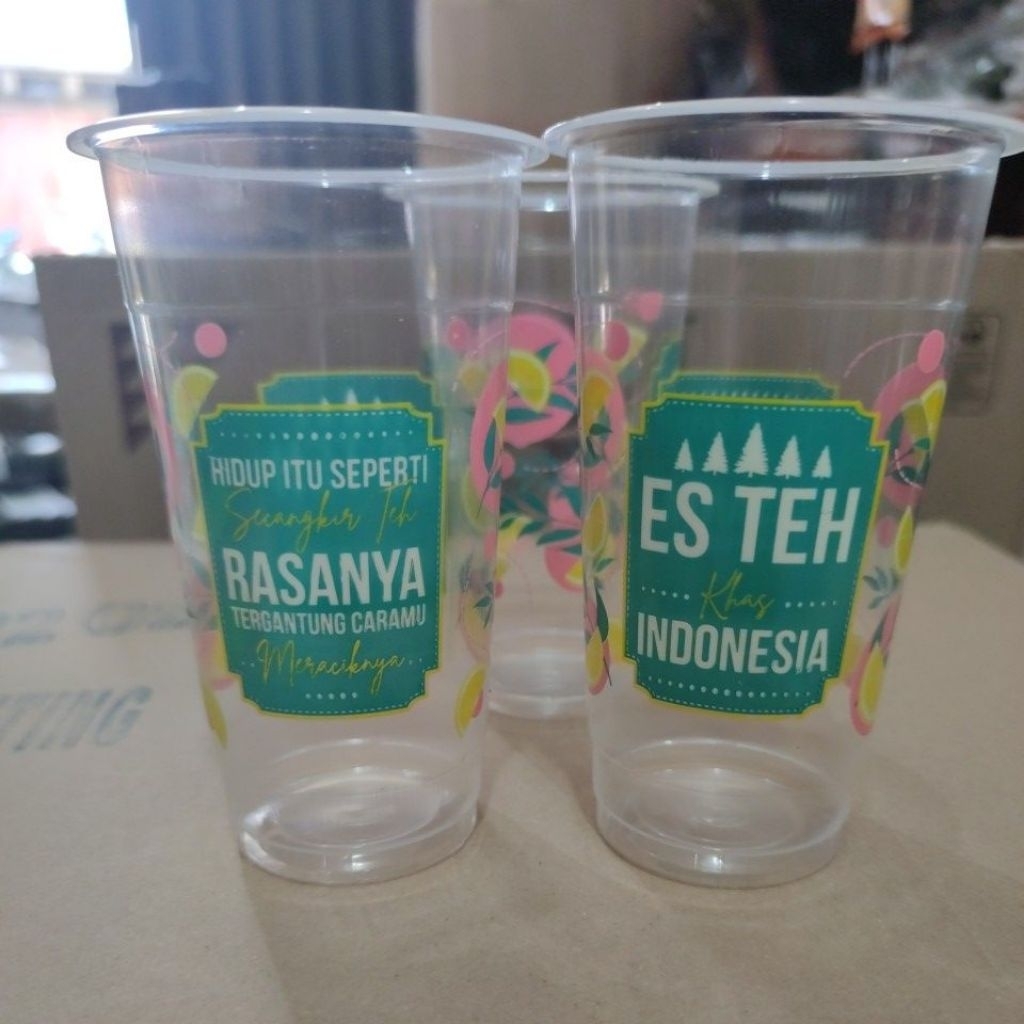 HIDUP ITU SEPERTI
Secangkir Teh
RASANYA
TERGANTUNG CARAMU
Meraciknya
ES TEH
Khas
INDONESIA